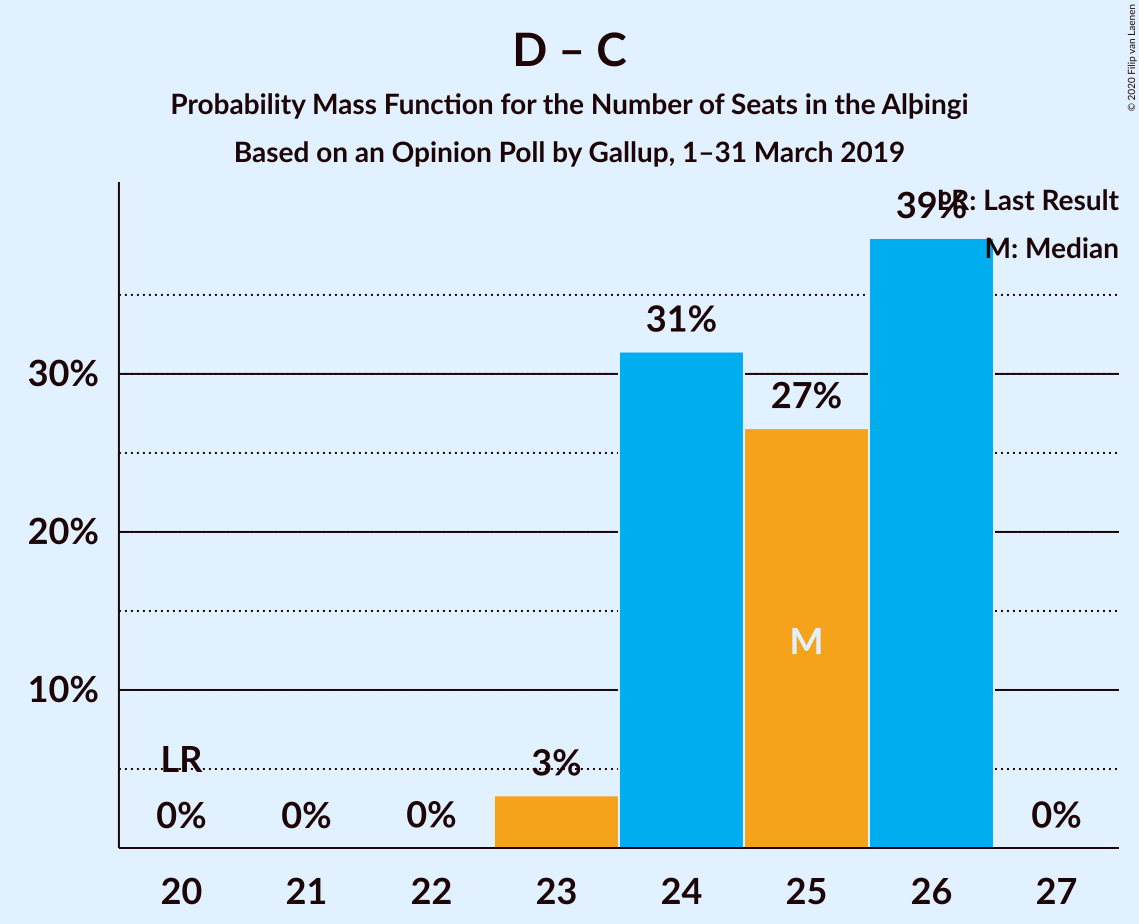 D – C
Probability Mass Function for the Number of Seats in the Alþingi
Based on an Opinion Poll by Gallup, 1–31 March 2019
© 2020 Filip van Laenen
LR: Last Result
M: Median
39%
31%
30%
27%
20%
M
10%
LR
3%
0%
0%
0%
0%
20 21 22 23 24 25 26 27